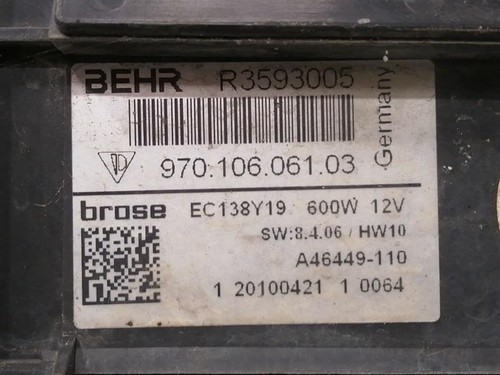 BEHR R3593005
Germany
970.106.061.03
brose EC138Y19 600W 12V
SW:8.4.06 / HW10
A46449-110
1 20100421 1 0064